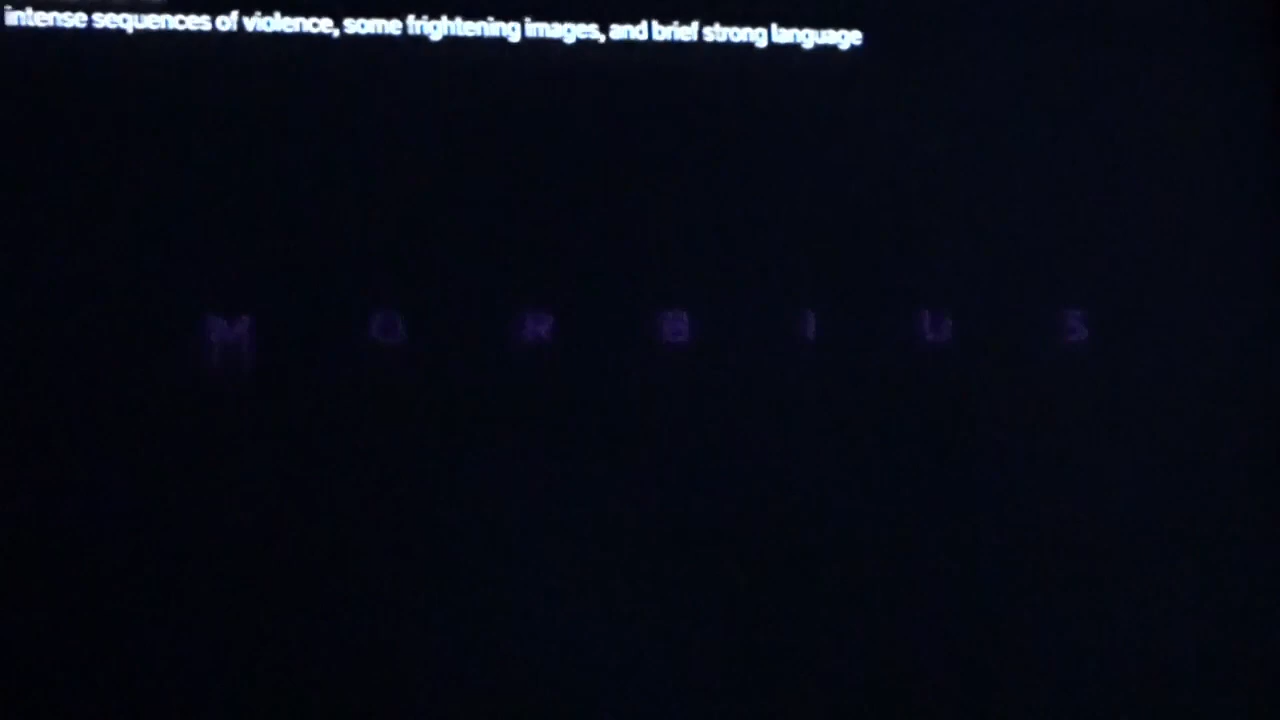 intense sequences of violence, some frightening images, and brief strong language
M O R B I U S